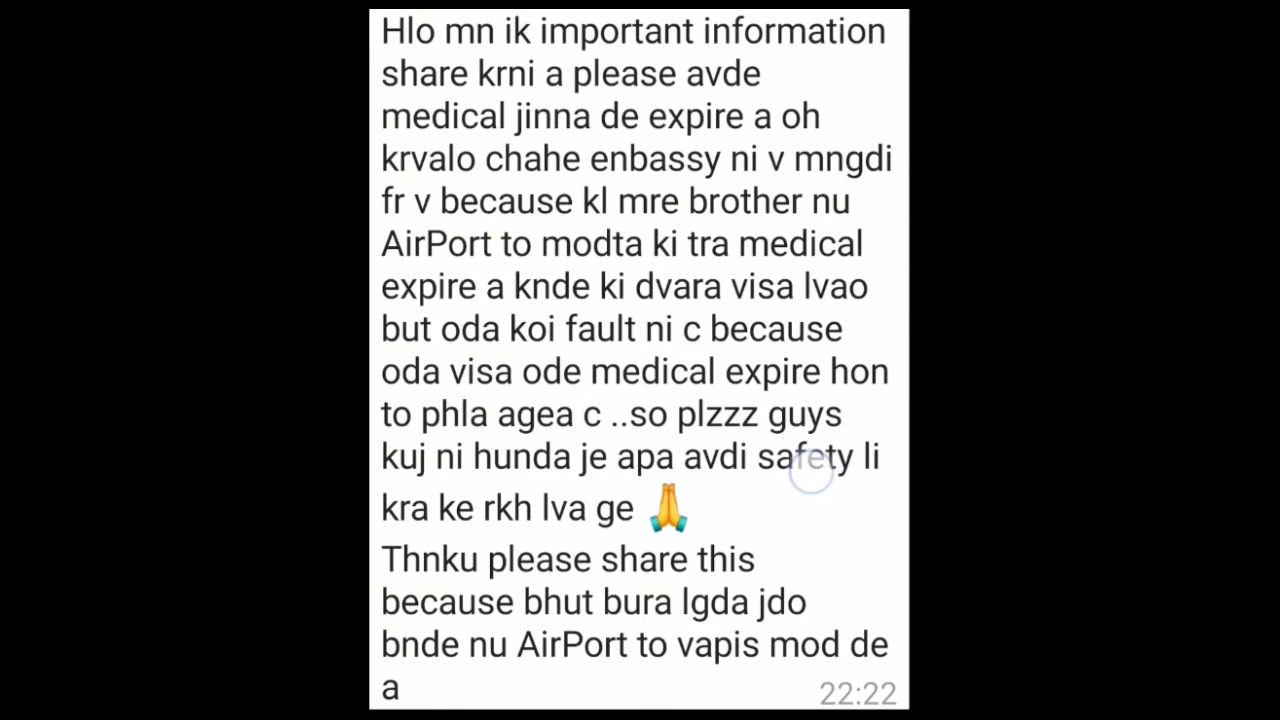 Hlo mn ik important information
share krni a please avde
medical jinna de expire a oh
krvalo chahe enbassy ni v mngdi
fr v because kl mre brother nu
AirPort to modta ki tra medical
expire a knde ki dvara visa lvao
but oda koi fault ni c because
oda visa ode medical expire hon
to phla agea c ..so plzzz guys
kuj ni hunda je apa avdi safety li
kra ke rkh lva ge 🙏
Thnku please share this
because bhut bura lgda jdo
bnde nu AirPort to vapis mod de
a
22:22